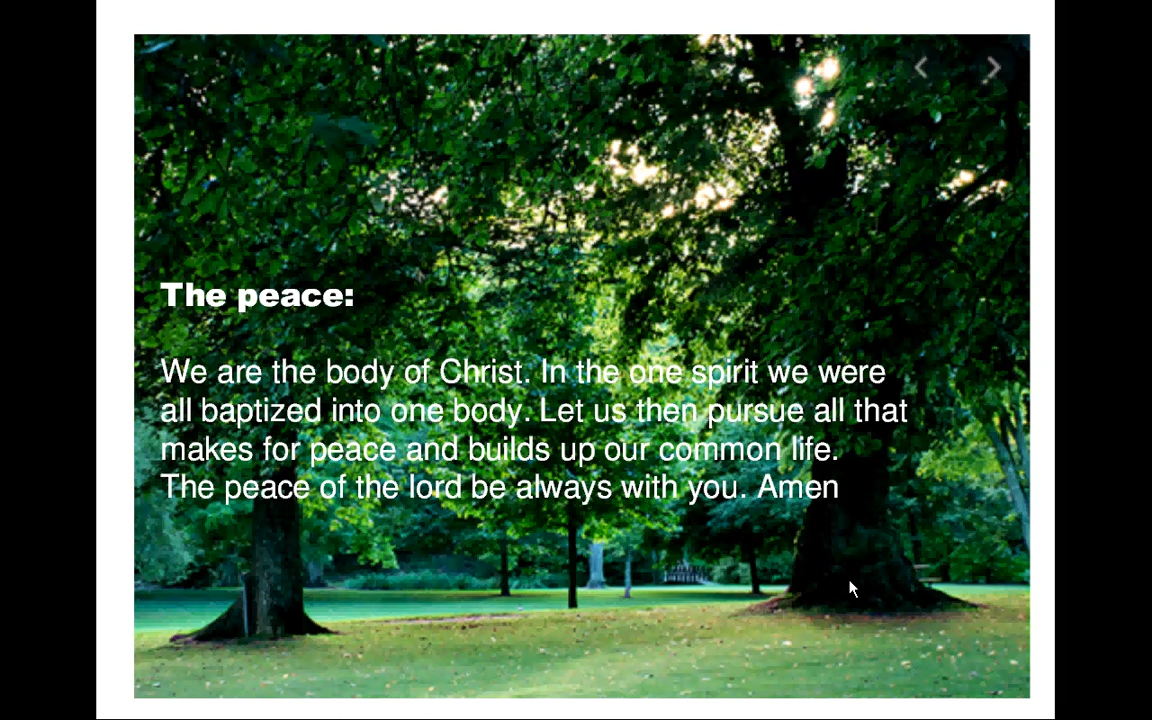 The peace:
We are the body of Christ. In the one spirit we were
all baptized into one body. Let us then pursue all that
makes for peace and builds up our common life.
The peace of the lord be always with you. Amen